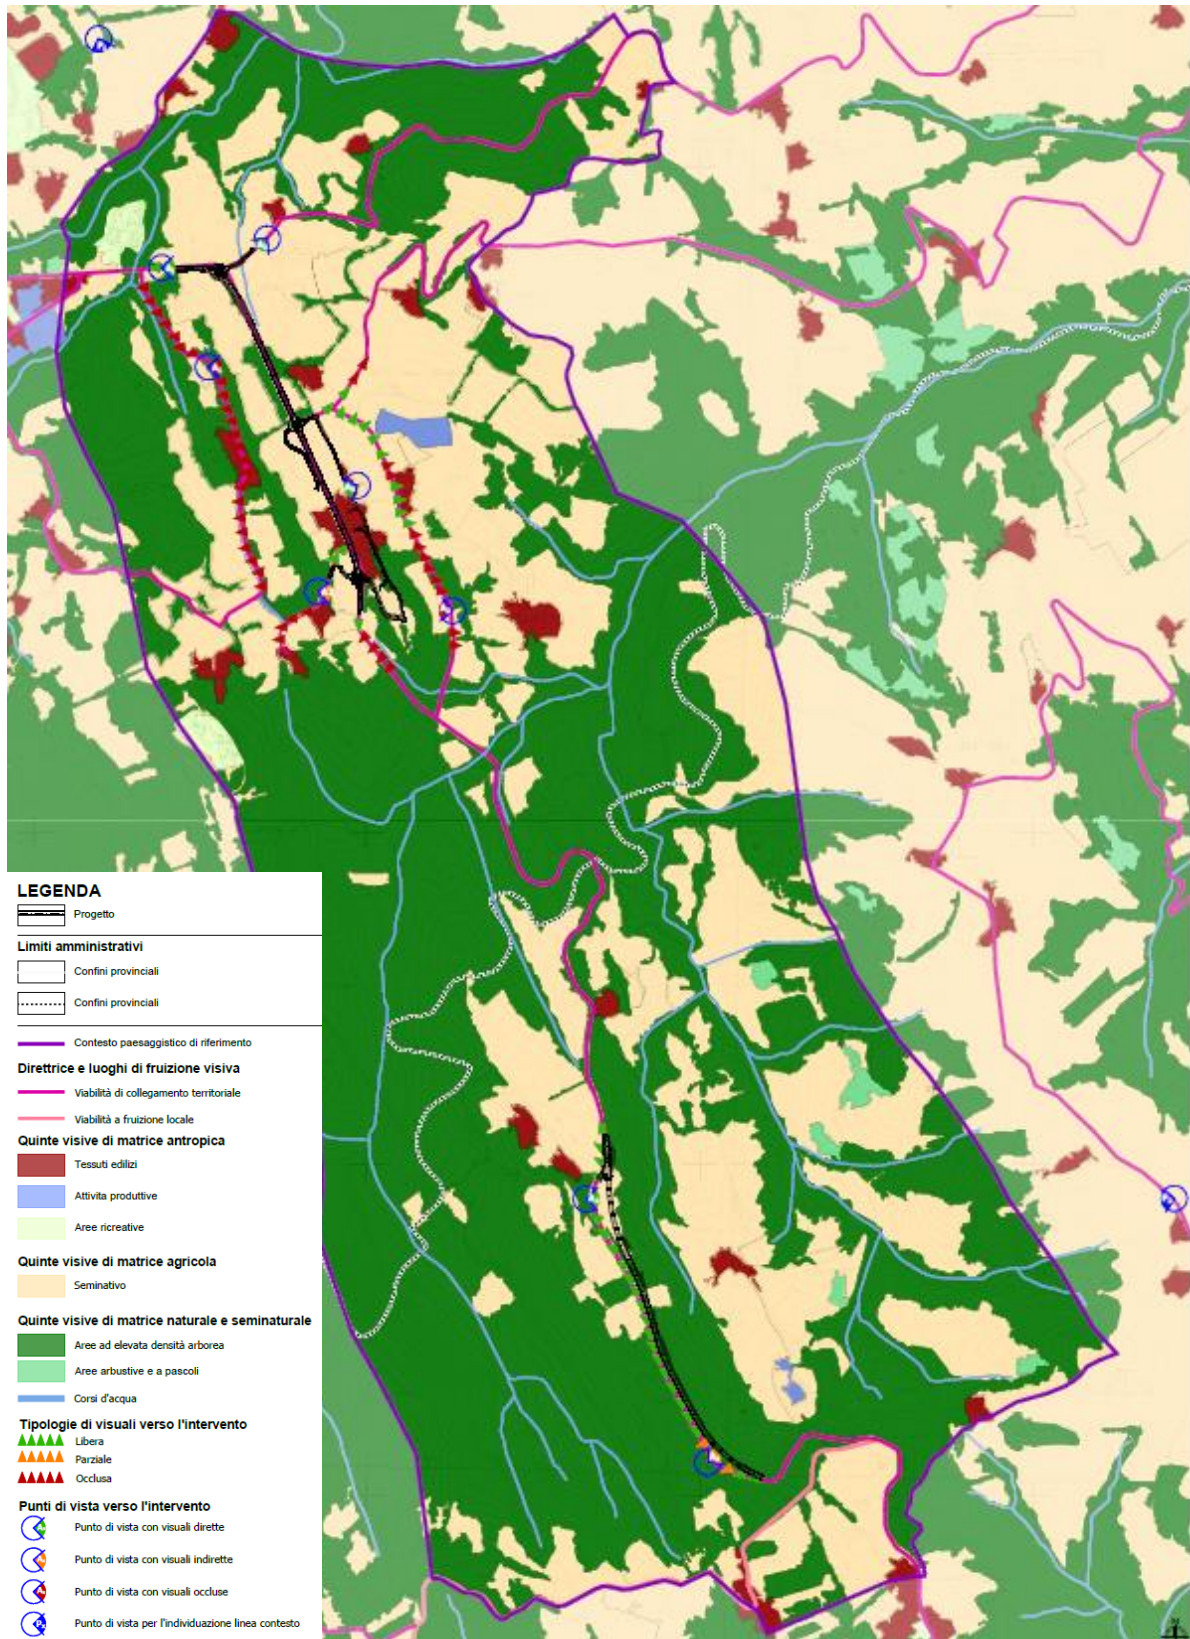 LEGENDA
Progetto
Limiti amministrativi
Confini provinciali
Confini provinciali
Contesto paesaggistico di riferimento
Direttrice e luoghi di fruizione visiva
Viabilità di collegamento territoriale
Viabilità a fruizione locale
Quinte visive di matrice antropica
Tessuti edilizi
Attivita produttive
Aree ricreative
Quinte visive di matrice agricola
Seminativo
Quinte visive di matrice naturale e seminaturale
Aree ad elevata densità arborea
Aree arbustive e a pascoli
Corsi d'acqua
Tipologie di visuali verso l'intervento
Libera
Parziale
Occlusa
Punti di vista verso l'intervento
Punto di vista con visuali dirette
Punto di vista con visuali indirette
Punto di vista con visuali occluse
Punto di vista per l'individuazione linea contesto